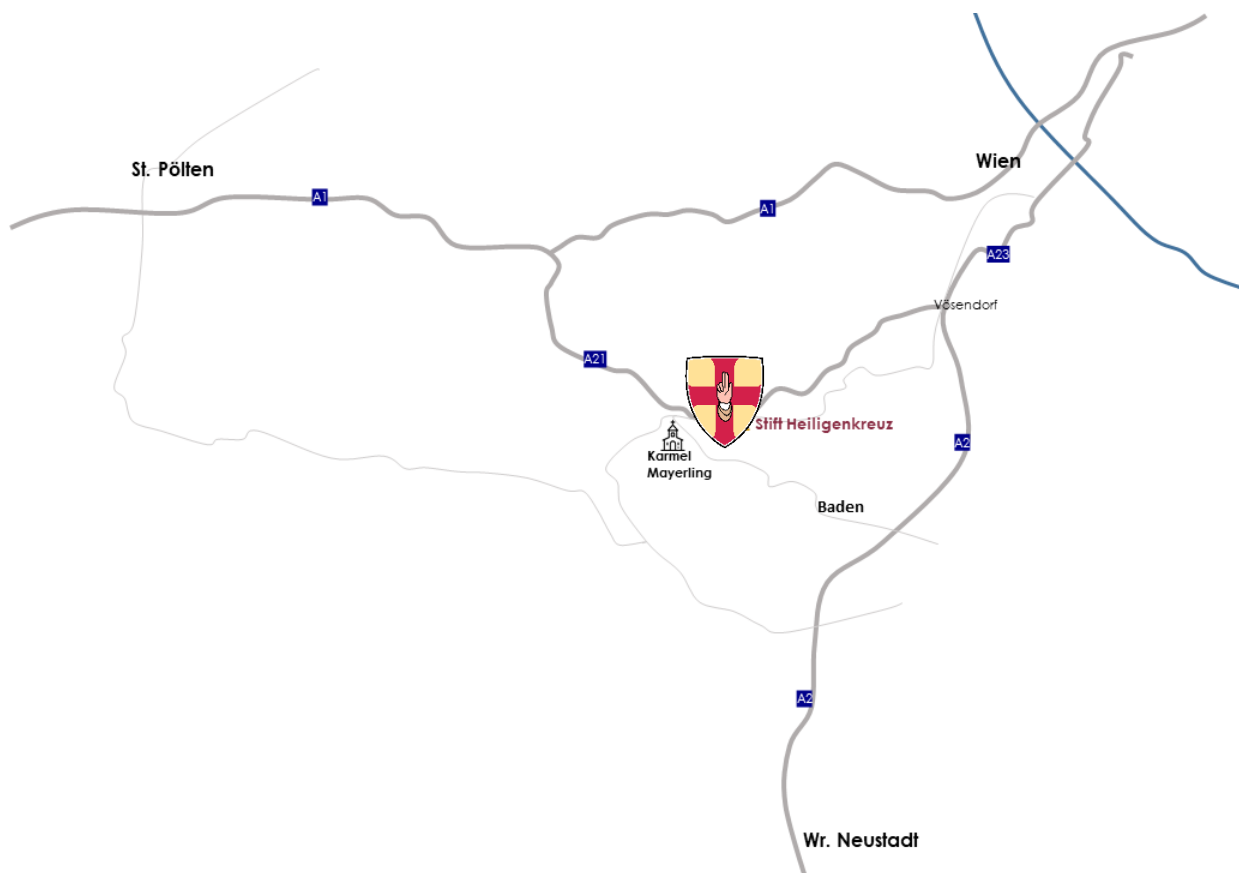 Wien
St. Pölten
A1
A1
A23
Vösendorf
A21
Stift Heiligenkreuz
A2
Karmel
Mayerling
Baden
A2
Wr. Neustadt